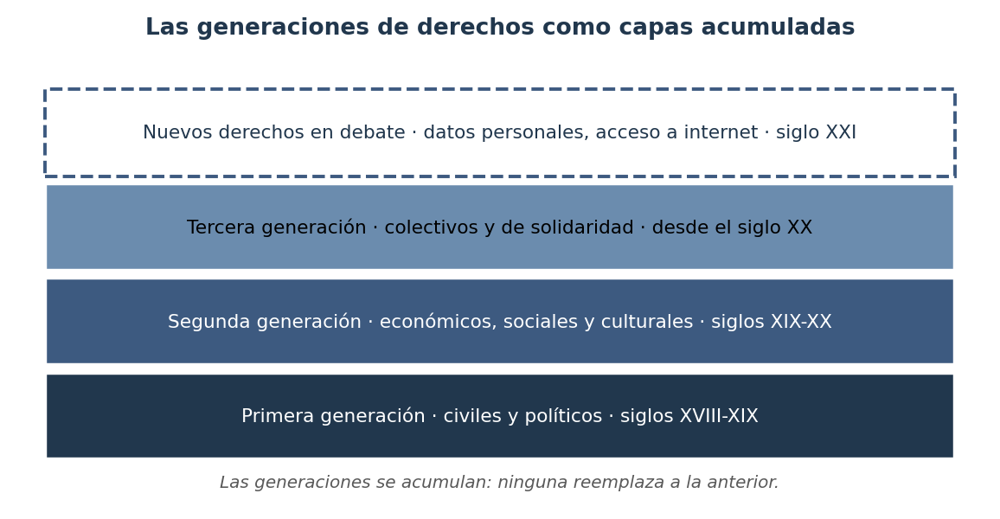 Las generaciones de derechos como capas acumuladas
Nuevos derechos en debate · datos personales, acceso a internet · siglo XXI
Tercera generación · colectivos y de solidaridad · desde el siglo XX
Segunda generación · económicos, sociales y culturales · siglos XIX-XX
Primera generación · civiles y políticos · siglos XVIII-XIX
Las generaciones se acumulan: ninguna reemplaza a la anterior.